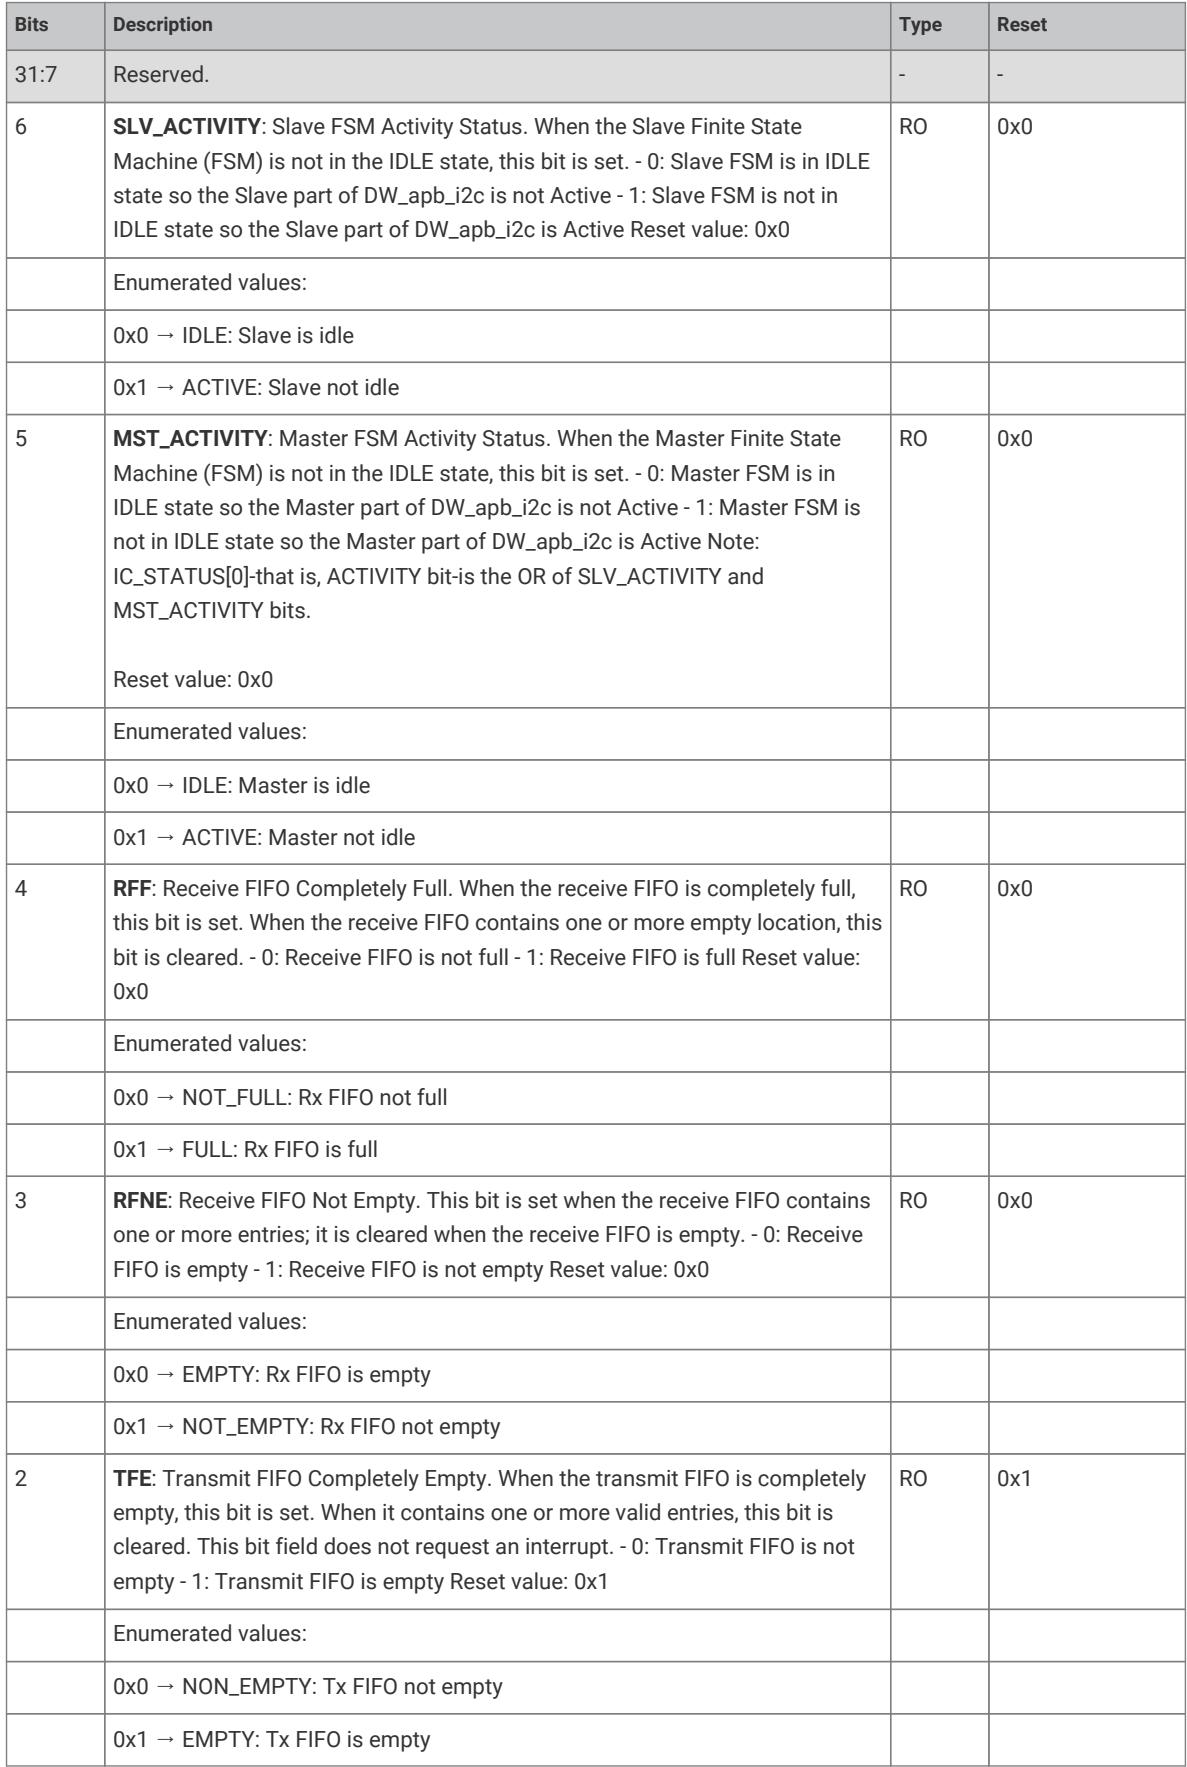 Bits Description Type Reset
31:7 Reserved. - -
6 SLV_ACTIVITY: Slave FSM Activity Status. When the Slave Finite State RO 0x0
Machine (FSM) is not in the IDLE state, this bit is set. - 0: Slave FSM is in IDLE
state so the Slave part of DW_apb_i2c is not Active - 1: Slave FSM is not in
IDLE state so the Slave part of DW_apb_i2c is Active Reset value: 0x0
Enumerated values:
0x0 → IDLE: Slave is idle
0x1 → ACTIVE: Slave not idle
5 MST_ACTIVITY: Master FSM Activity Status. When the Master Finite State RO 0x0
Machine (FSM) is not in the IDLE state, this bit is set. - 0: Master FSM is in
IDLE state so the Master part of DW_apb_i2c is not Active - 1: Master FSM is
not in IDLE state so the Master part of DW_apb_i2c is Active Note:
IC_STATUS[0]-that is, ACTIVITY bit-is the OR of SLV_ACTIVITY and
MST_ACTIVITY bits.
Reset value: 0x0
Enumerated values:
0x0 → IDLE: Master is idle
0x1 → ACTIVE: Master not idle
4 RFF: Receive FIFO Completely Full. When the receive FIFO is completely full, RO 0x0
this bit is set. When the receive FIFO contains one or more empty location, this
bit is cleared. - 0: Receive FIFO is not full - 1: Receive FIFO is full Reset value:
0x0
Enumerated values:
0x0 → NOT_FULL: Rx FIFO not full
0x1 → FULL: Rx FIFO is full
3 RFNE: Receive FIFO Not Empty. This bit is set when the receive FIFO contains RO 0x0
one or more entries; it is cleared when the receive FIFO is empty. - 0: Receive
FIFO is empty - 1: Receive FIFO is not empty Reset value: 0x0
Enumerated values:
0x0 → EMPTY: Rx FIFO is empty
0x1 → NOT_EMPTY: Rx FIFO not empty
2 TFE: Transmit FIFO Completely Empty. When the transmit FIFO is completely RO 0x1
empty, this bit is set. When it contains one or more valid entries, this bit is
cleared. This bit field does not request an interrupt. - 0: Transmit FIFO is not
empty - 1: Transmit FIFO is empty Reset value: 0x1
Enumerated values:
0x0 → NON_EMPTY: Tx FIFO not empty
0x1 → EMPTY: Tx FIFO is empty